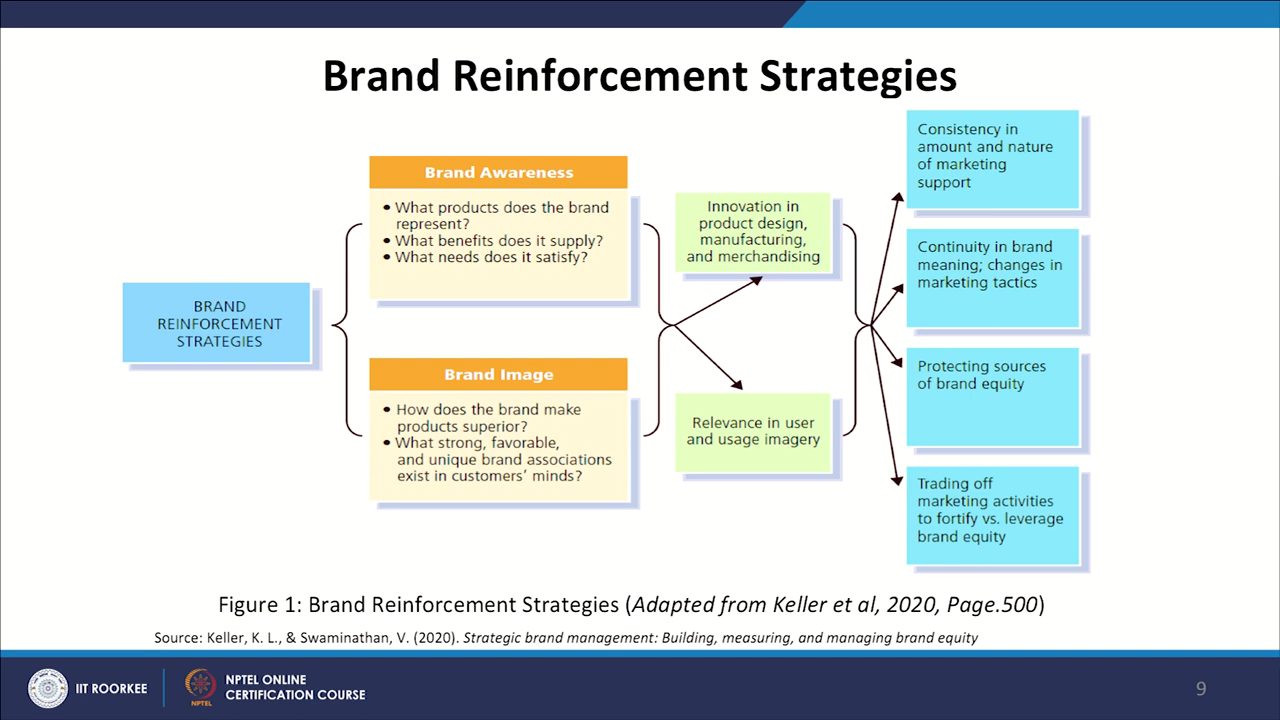 Brand Reinforcement Strategies
BRAND
REINFORCEMENT
STRATEGIES
Brand Awareness
• What products does the brand
represent?
• What benefits does it supply?
• What needs does it satisfy?
Brand Image
• How does the brand make
products superior?
• What strong, favorable,
and unique brand associations
exist in customers' minds?
Innovation in
product design,
manufacturing,
and merchandising
Relevance in user
and usage imagery
Consistency in
amount and nature
of marketing
support
Continuity in brand
meaning; changes in
marketing tactics
Protecting sources
of brand equity
Trading off
marketing activities
to fortify vs. leverage
brand equity
Figure 1: Brand Reinforcement Strategies (Adapted from Keller et al, 2020, Page.500)
Source: Keller, K. L., & Swaminathan, V. (2020). Strategic brand management: Building, measuring, and managing brand equity
IIT ROORKEE
NPTEL
NPTEL ONLINE
CERTIFICATION COURSE
9